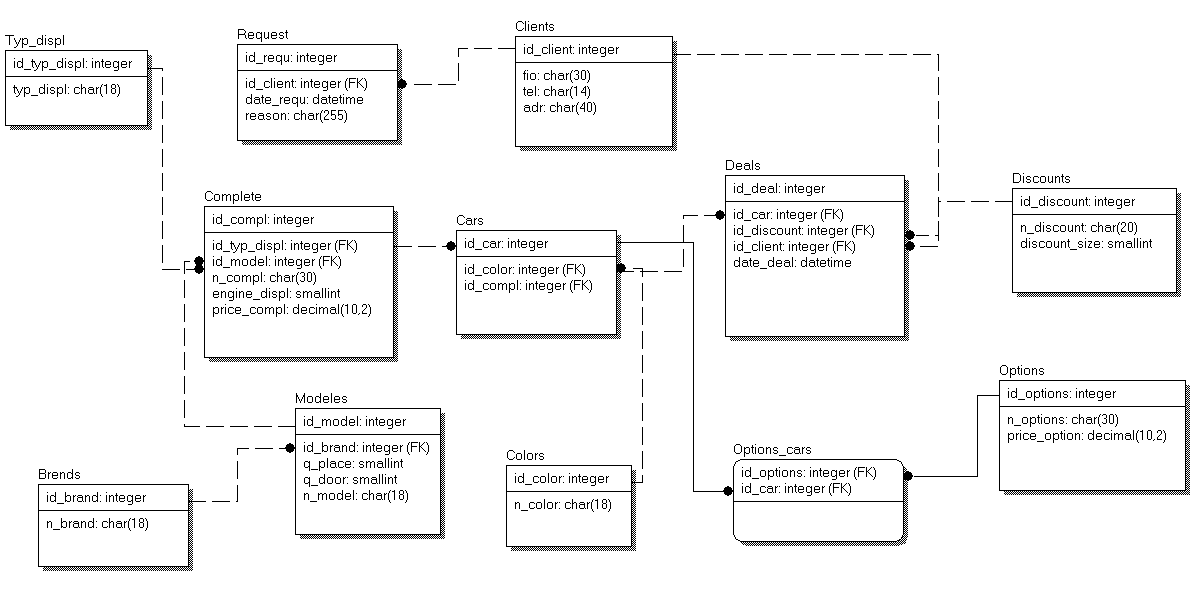 Typ_displ
id_typ_displ: integer
typ_displ: char(18)
Request
id_requ: integer
id_client: integer (FK)
date_requ: datetime
reason: char(255)
Clients
id_client: integer
fio: char(30)
tel: char(14)
adr: char(40)
Complete
id_compl: integer
id_typ_displ: integer (FK)
id_model: integer (FK)
n_compl: char(30)
engine_displ: smallint
price_compl: decimal(10,2)
Cars
id_car: integer
id_color: integer (FK)
id_compl: integer (FK)
Deals
id_deal: integer
id_car: integer (FK)
id_discount: integer (FK)
id_client: integer (FK)
date_deal: datetime
Discounts
id_discount: integer
n_discount: char(20)
discount_size: smallint
Brends
id_brand: integer
n_brand: char(18)
Modeles
id_model: integer
id_brand: integer (FK)
q_place: smallint
q_door: smallint
n_model: char(18)
Colors
id_color: integer
n_color: char(18)
Options_cars
id_options: integer (FK)
id_car: integer (FK)
Options
id_options: integer
n_options: char(30)
price_option: decimal(10,2)